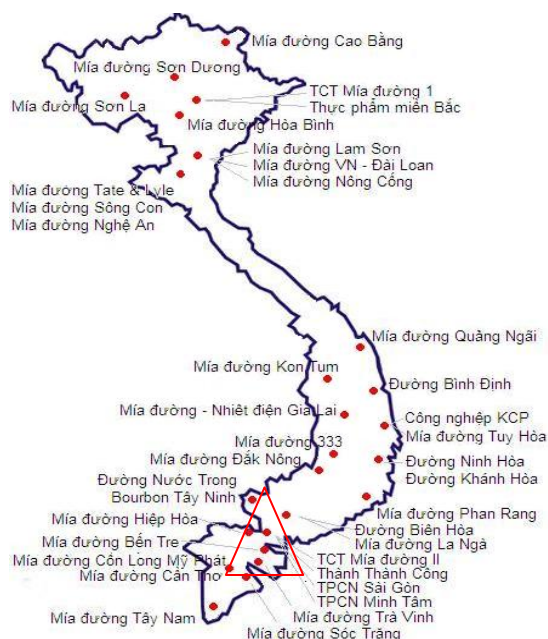 Mía đường Cao Bằng
Mía đường Sơn Dương
TCT Mía đường 1
Thực phẩm miền Bắc
Mía đường Sơn La
Mía đường Hòa Bình
Mía đường Lam Sơn
Mía đường VN - Đài Loan
Mía đường Nông Cống
Mía đường Tate & Lyle
Mía đường Sông Con
Mía đường Nghệ An
Mía đường Quảng Ngãi
Mía đường Kon Tum
Đường Bình Định
Mía đường - Nhiệt điện Gia Lai
Công nghiệp KCP
Mía đường Tuy Hòa
Mía đường 333
Mía đường Đắk Nông
Đường Ninh Hòa
Đường Khánh Hòa
Đường Nước Trong
Bourbon Tây Ninh
Mía đường Phan Rang
Mía đường Hiệp Hòa
Đường Biên Hòa
Mía đường La Ngà
Mía đường Bến Tre
TCT Mía đường II
Mía đường Cồn Long Mỹ Phát
Thành Thành Công
Mía đường Cần Thơ
TPCN Sài Gòn
TPCN Minh Tâm
Mía đường Tây Nam
Mía đường Trà Vinh
Mía đường Sóc Trăng